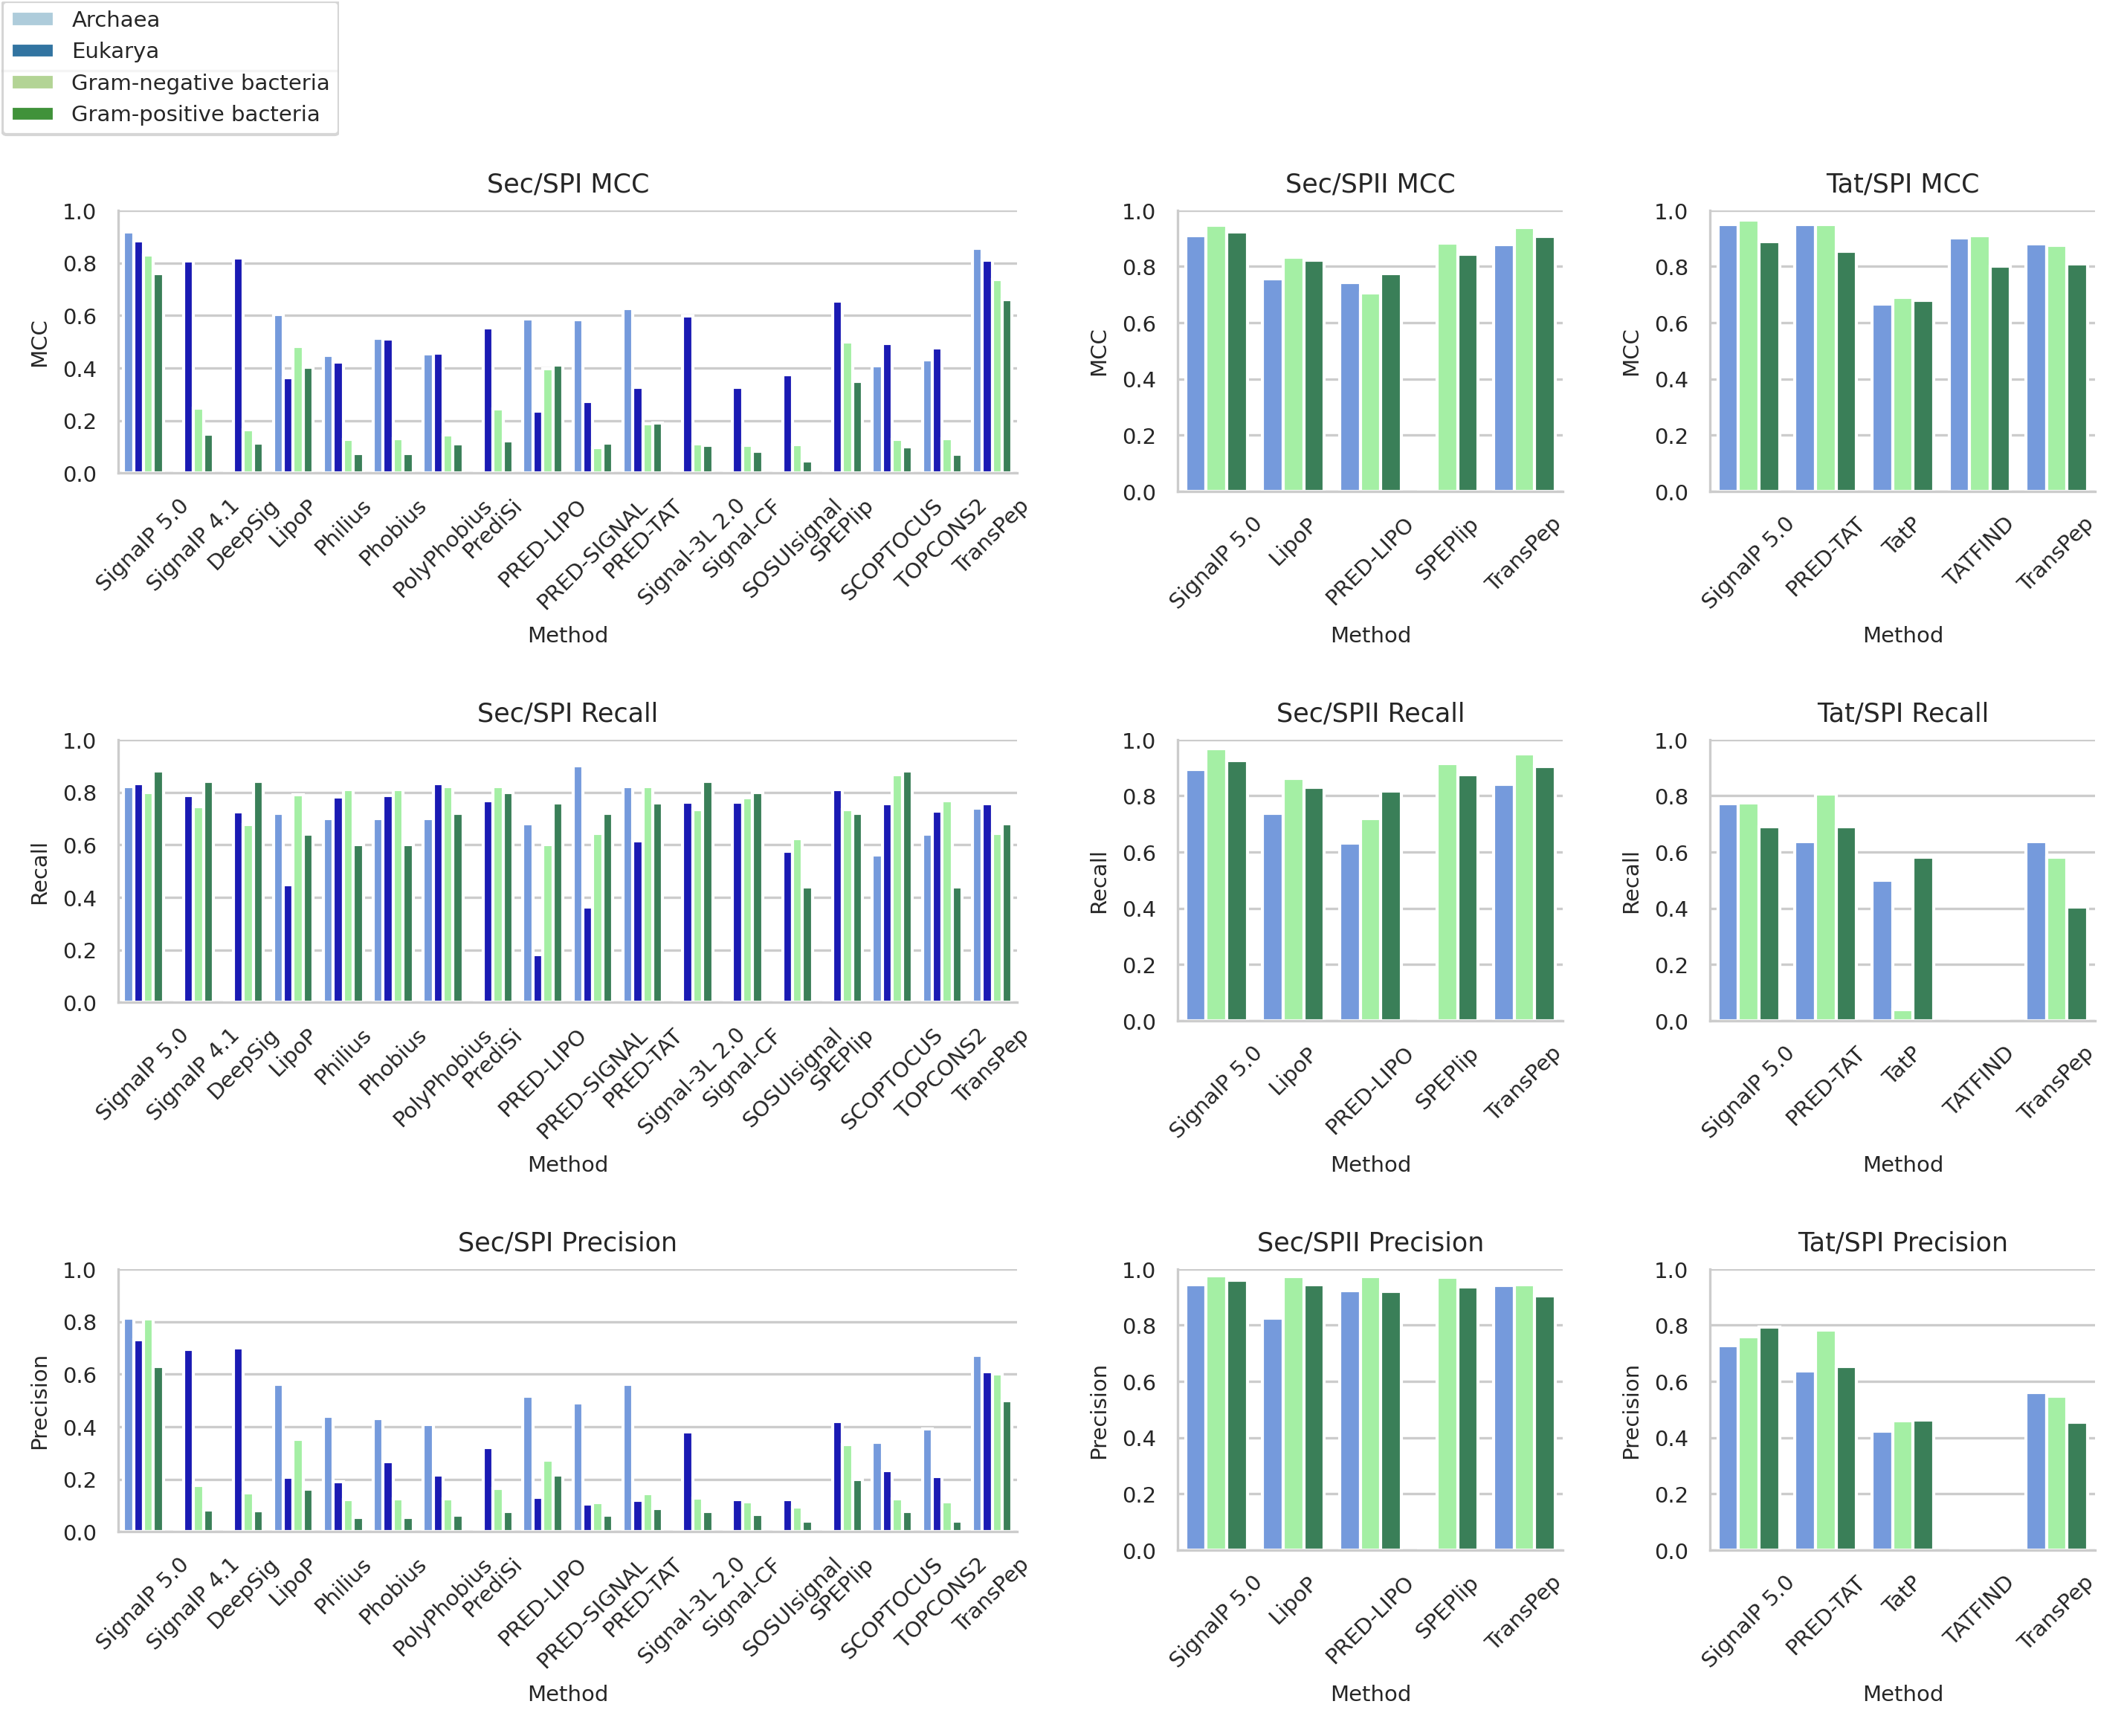 Archaea
Eukarya
Gram-negative bacteria
Gram-positive bacteria
Sec/SPI MCC
MCC
1.0
0.8
0.6
0.4
0.2
0.0
SignalP 5.0
SignalP 4.1
DeepSig
LipoP
Philius
Phobius
PolyPhobius
PrediSi
PRED-LIPO
PRED-SIGNAL
PRED-TAT
Signal-3L 2.0
Signal-CF
SOSUIsignal
SPEPlip
SCOPTOCUS
TOPCONS2
TransPep
Method
Sec/SPII MCC
MCC
1.0
0.8
0.6
0.4
0.2
0.0
SignalP 5.0
LipoP
PRED-LIPO
SPEPlip
TransPep
Method
Tat/SPI MCC
MCC
1.0
0.8
0.6
0.4
0.2
0.0
SignalP 5.0
PRED-TAT
TatP
TATFIND
TransPep
Method
Sec/SPI Recall
Recall
1.0
0.8
0.6
0.4
0.2
0.0
SignalP 5.0
SignalP 4.1
DeepSig
LipoP
Philius
Phobius
PolyPhobius
PrediSi
PRED-LIPO
PRED-SIGNAL
PRED-TAT
Signal-3L 2.0
Signal-CF
SOSUIsignal
SPEPlip
SCOPTOCUS
TOPCONS2
TransPep
Method
Sec/SPII Recall
Recall
1.0
0.8
0.6
0.4
0.2
0.0
SignalP 5.0
LipoP
PRED-LIPO
SPEPlip
TransPep
Method
Tat/SPI Recall
Recall
1.0
0.8
0.6
0.4
0.2
0.0
SignalP 5.0
PRED-TAT
TatP
TATFIND
TransPep
Method
Sec/SPI Precision
Precision
1.0
0.8
0.6
0.4
0.2
0.0
SignalP 5.0
SignalP 4.1
DeepSig
LipoP
Philius
Phobius
PolyPhobius
PrediSi
PRED-LIPO
PRED-SIGNAL
PRED-TAT
Signal-3L 2.0
Signal-CF
SOSUIsignal
SPEPlip
SCOPTOCUS
TOPCONS2
TransPep
Method
Sec/SPII Precision
Precision
1.0
0.8
0.6
0.4
0.2
0.0
SignalP 5.0
LipoP
PRED-LIPO
SPEPlip
TransPep
Method
Tat/SPI Precision
Precision
1.0
0.8
0.6
0.4
0.2
0.0
SignalP 5.0
PRED-TAT
TatP
TATFIND
TransPep
Method